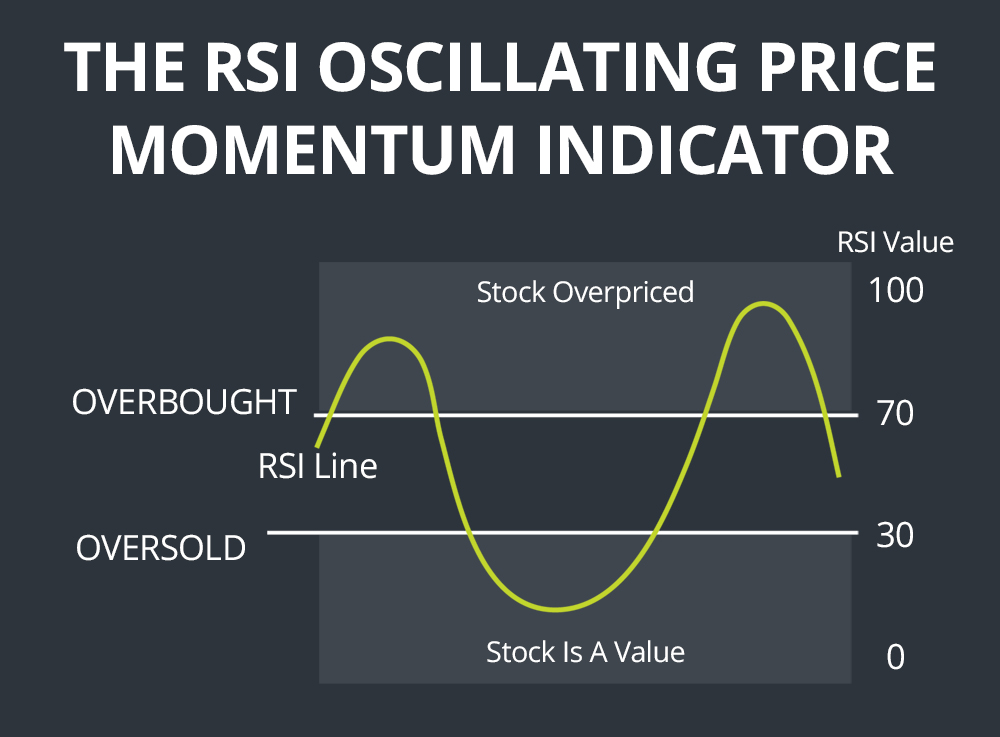 THE RSI OSCILLATING PRICE
MOMENTUM INDICATOR
RSI Value
Stock Overpriced
100
OVERBOUGHT
70
RSI Line
30
OVERSOLD
Stock Is A Value
0